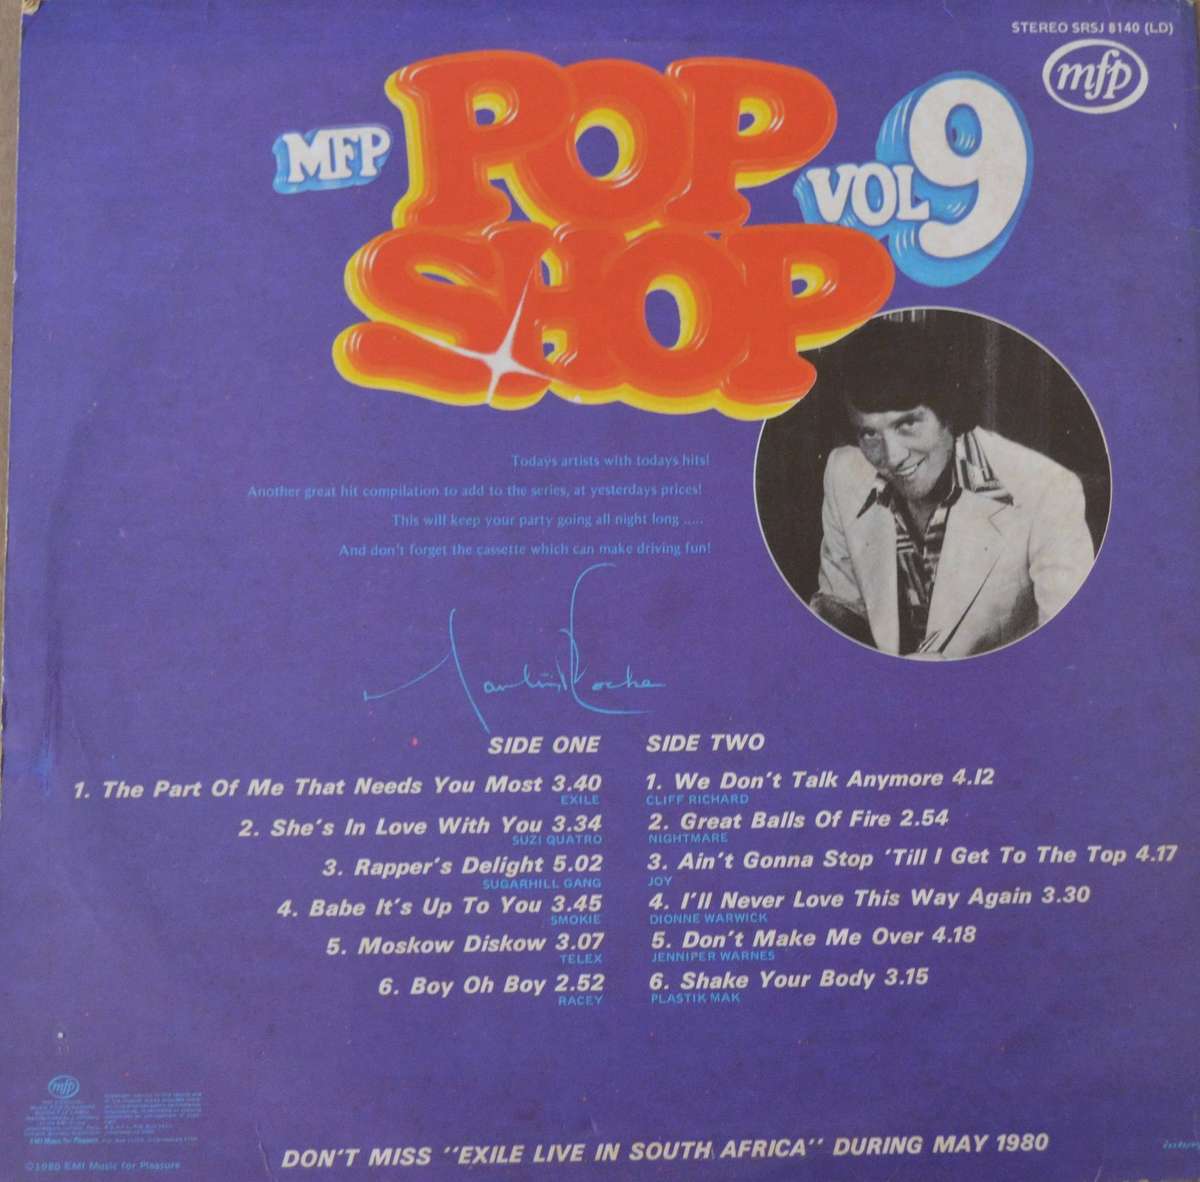 STEREO SRSJ 8140 (LD)
mfp
MFP POP SHOP VOL 9
Todays artists with todays hits!
Another great hit compilation to add to the series, at yesterdays prices!
This will keep your party going all night long .....
And don't forget the cassette which can make driving fun!
SIDE ONE
1. The Part Of Me That Needs You Most 3.40
EXILE
2. She's In Love With You 3.34
SUZI QUATRO
3. Rapper's Delight 5.02
SUGARHILL GANG
4. Babe It's Up To You 3.45
SMOKIE
5. Moskow Diskow 3.07
TELEX
6. Boy Oh Boy 2.52
RACEY
SIDE TWO
1. We Don't Talk Anymore 4.12
CLIFF RICHARD
2. Great Balls Of Fire 2.54
NIGHTMARE
3. Ain't Gonna Stop 'Till I Get To The Top 4.17
JOY
4. I'll Never Love This Way Again 3.30
DIONNE WARWICK
5. Don't Make Me Over 4.18
JENNIPER WARNES
6. Shake Your Body 3.15
PLASTIK MAK
mfp
EMI Music for Pleasure
©1980 EMI Music for Pleasure
DON'T MISS "EXILE LIVE IN SOUTH AFRICA" DURING MAY 1980